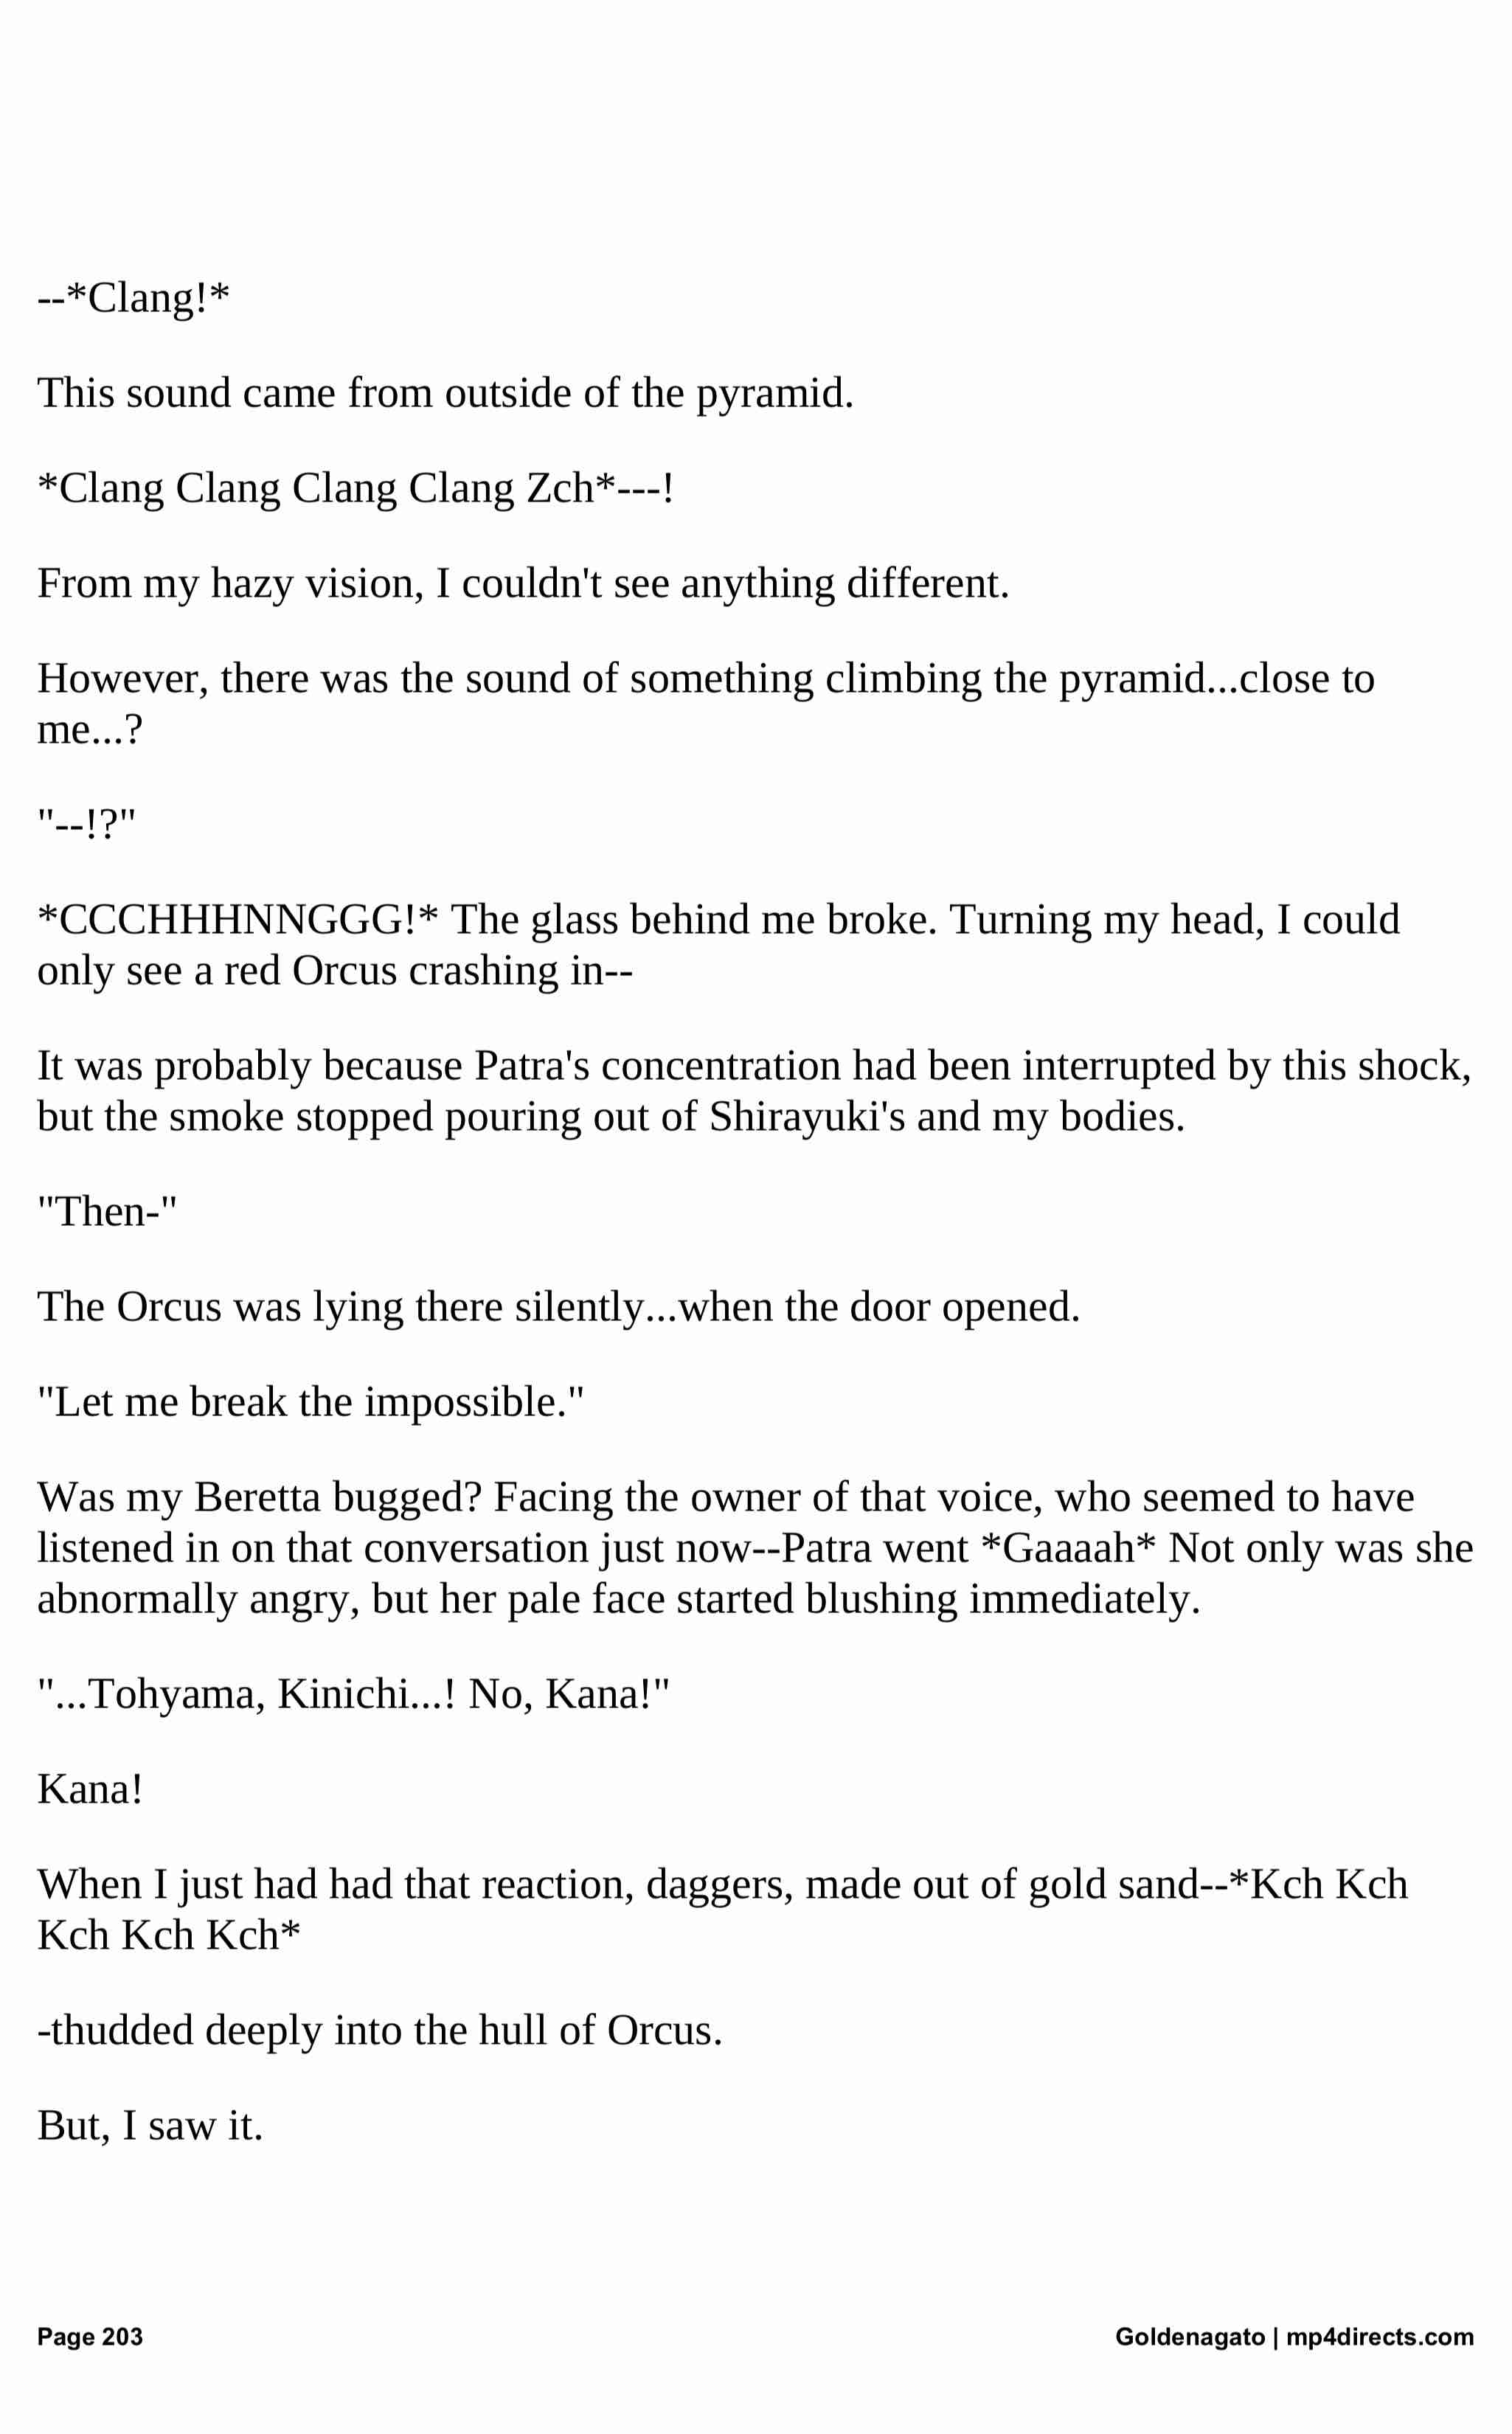 --*Clang!*
This sound came from outside of the pyramid.
*Clang Clang Clang Clang Zch*---!
From my hazy vision, I couldn't see anything different.
However, there was the sound of something climbing the pyramid...close to
me...?
"--!?"
*CCCHHHNNGGG!* The glass behind me broke. Turning my head, I could
only see a red Orcus crashing in--
It was probably because Patra's concentration had been interrupted by this shock,
but the smoke stopped pouring out of Shirayuki's and my bodies.
"Then-"
The Orcus was lying there silently...when the door opened.
"Let me break the impossible."
Was my Beretta bugged? Facing the owner of that voice, who seemed to have
listened in on that conversation just now--Patra went *Gaaaah* Not only was she
abnormally angry, but her pale face started blushing immediately.
"...Tohyama, Kinichi...! No, Kana!"
Kana!
When I just had had that reaction, daggers, made out of gold sand--*Kch Kch
Kch Kch Kch*
-thudded deeply into the hull of Orcus.
But, I saw it.
Page 203
Goldenagato | mp4directs.com